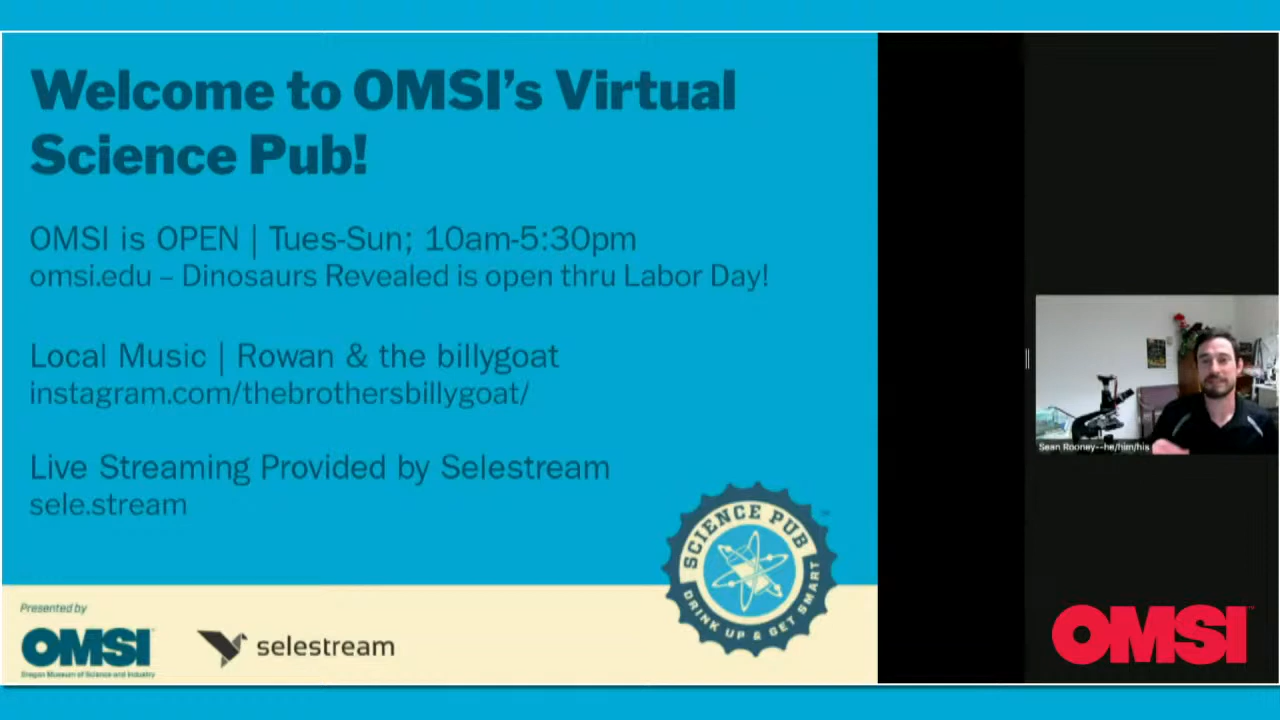 Welcome to OMSI's Virtual
Science Pub!
OMSI is OPEN | Tues-Sun; 10am-5:30pm
omsi.edu – Dinosaurs Revealed is open thru Labor Day!
Local Music | Rowan & the billygoat
instagram.com/thebrothersbillygoat/
Live Streaming Provided by Selestream
sele.stream
SCIENCE PUB
DRINK UP & GET SMART
Presented by
OMSI
Oregon Museum of Science and Industry
selestream
Sean Rooney--he/him/his
OMSI